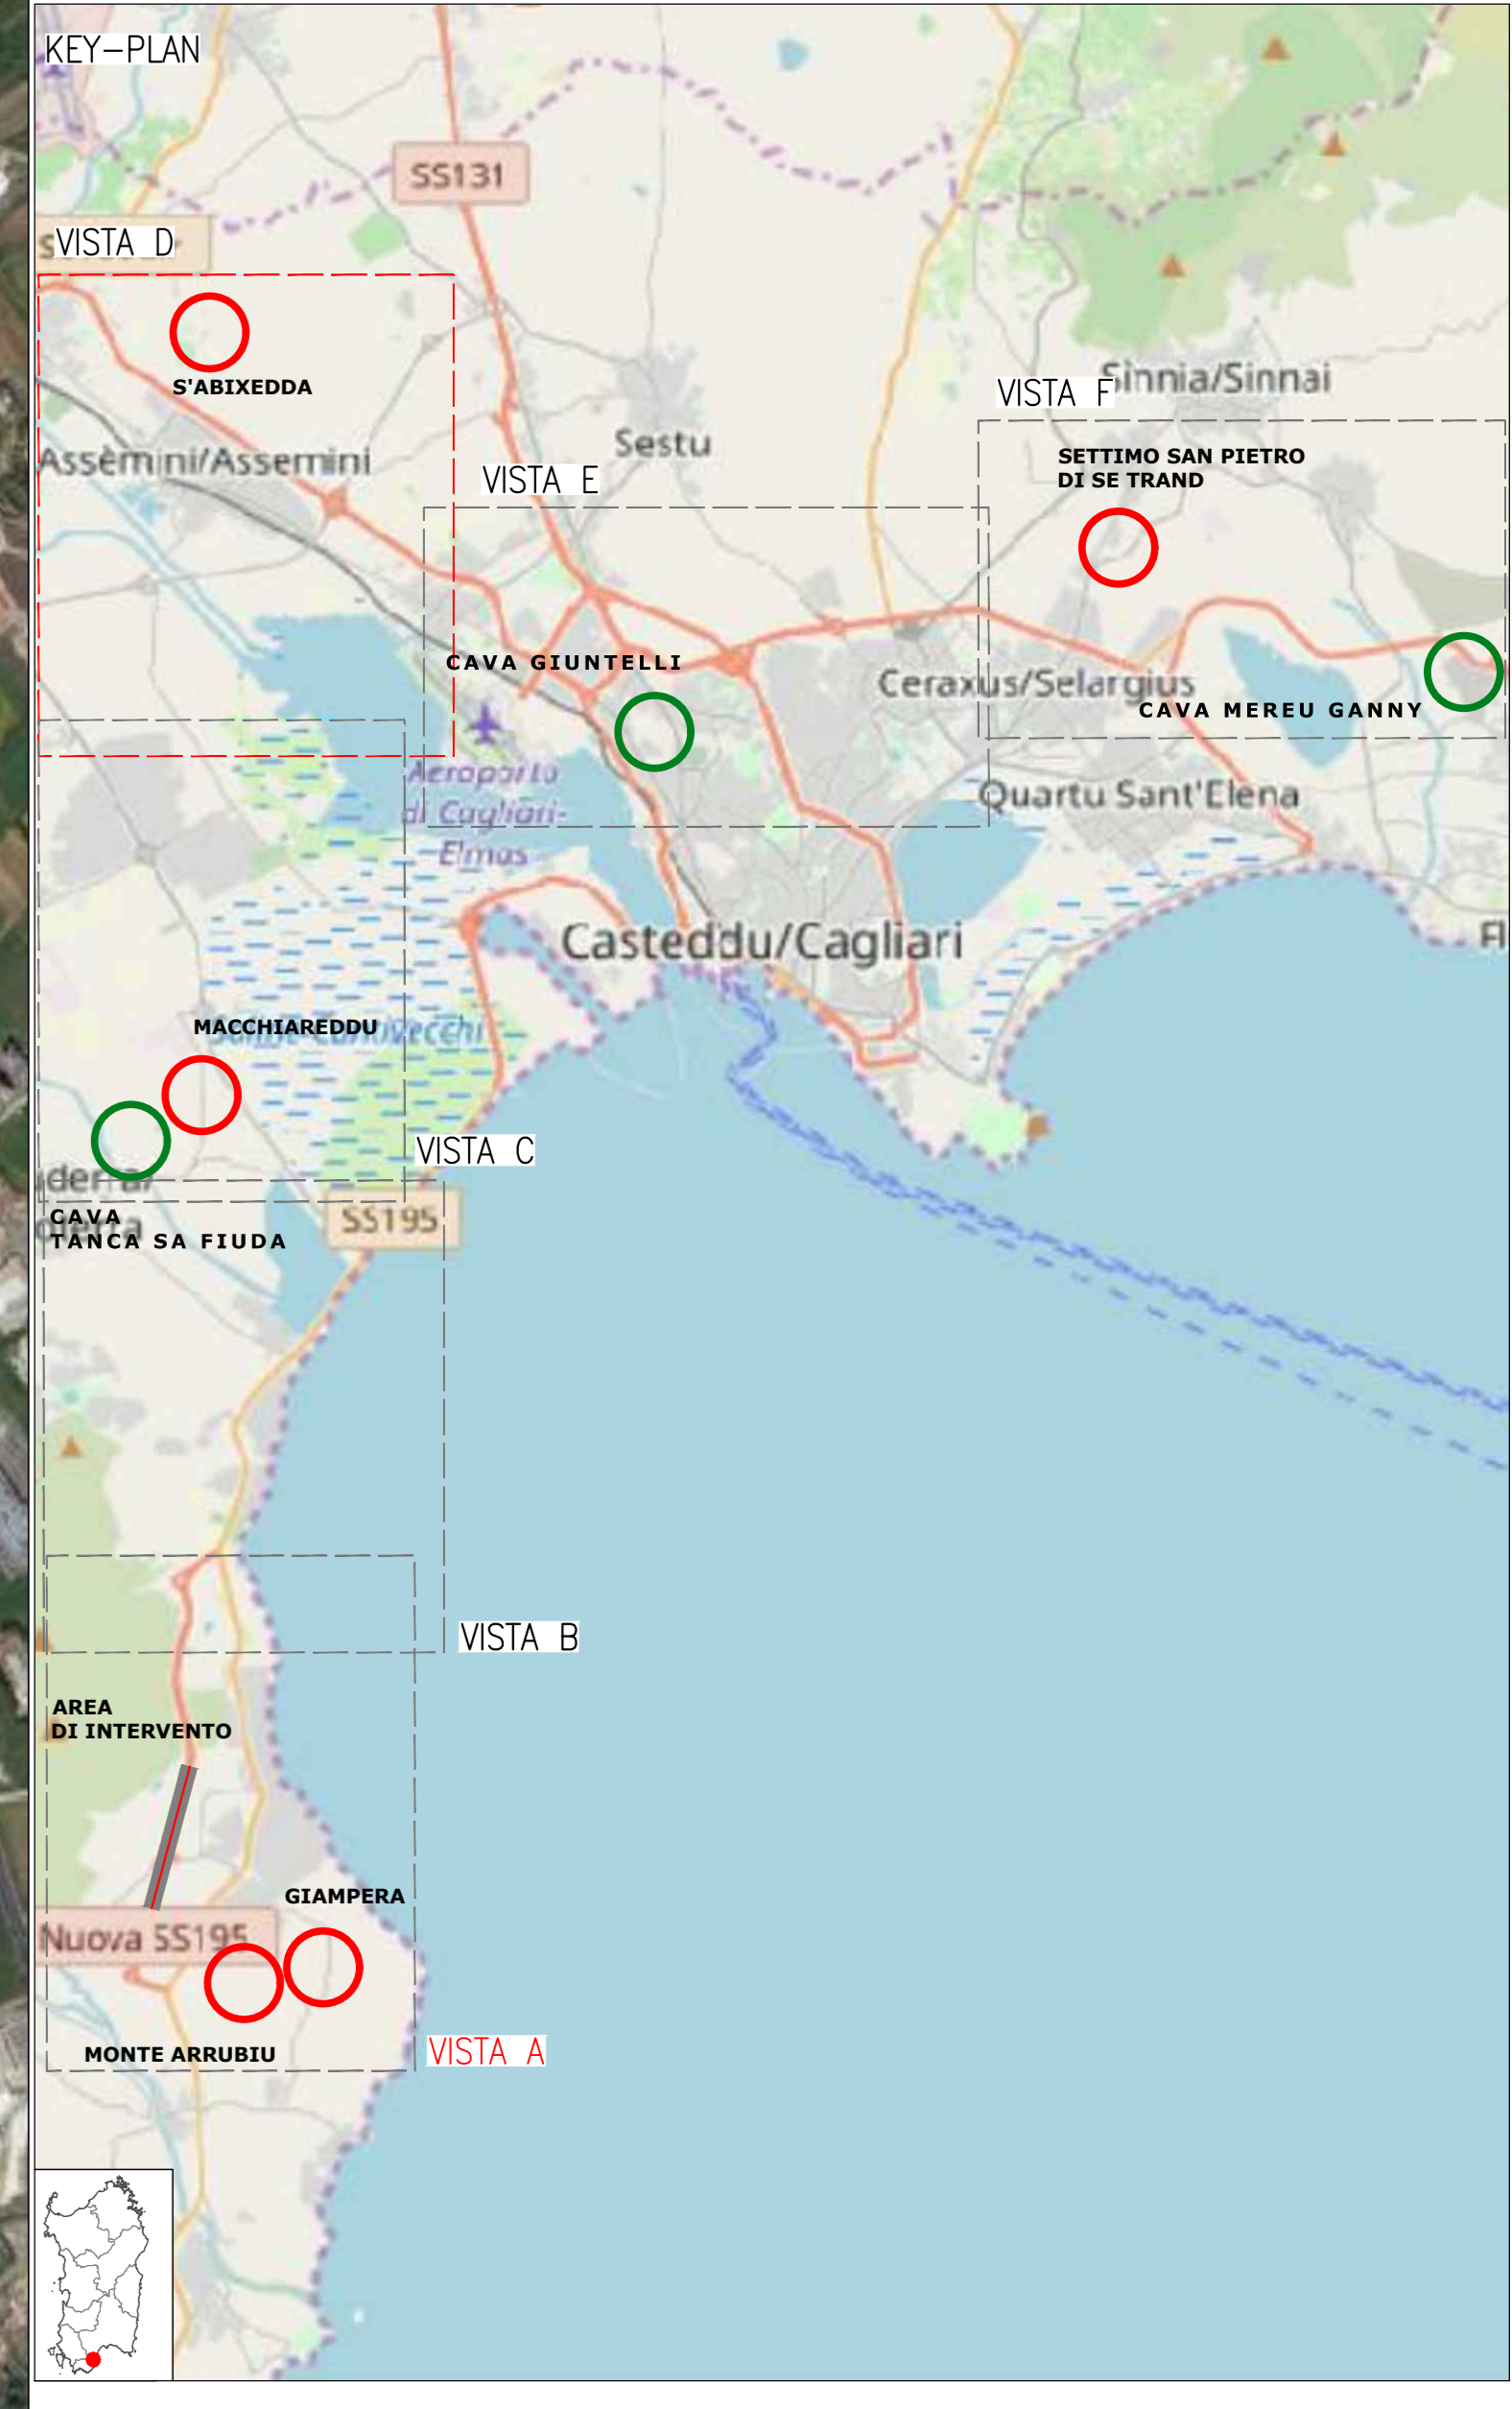 KEY-PLAN
SS131
VISTA D
S'ABIXEDDA
Sìnnia/Sinnai
VISTA F
Sestu
Assèmini/Assemini
VISTA E
SETTIMO SAN PIETRO
DI SE TRAND
CAVA GIUNTELLI
Ceraxus/Selargius
CAVA MEREU GANNY
Aeroporto
di Cagliari-
Elmas
Quartu Sant'Elena
Casteddu/Cagliari
Fl
MACCHIAREDDU
VISTA C
CAVA
TANCA SA FIUDA
SS195
VISTA B
AREA
DI INTERVENTO
GIAMPERA
Nuova SS195
MONTE ARRUBIU
VISTA A